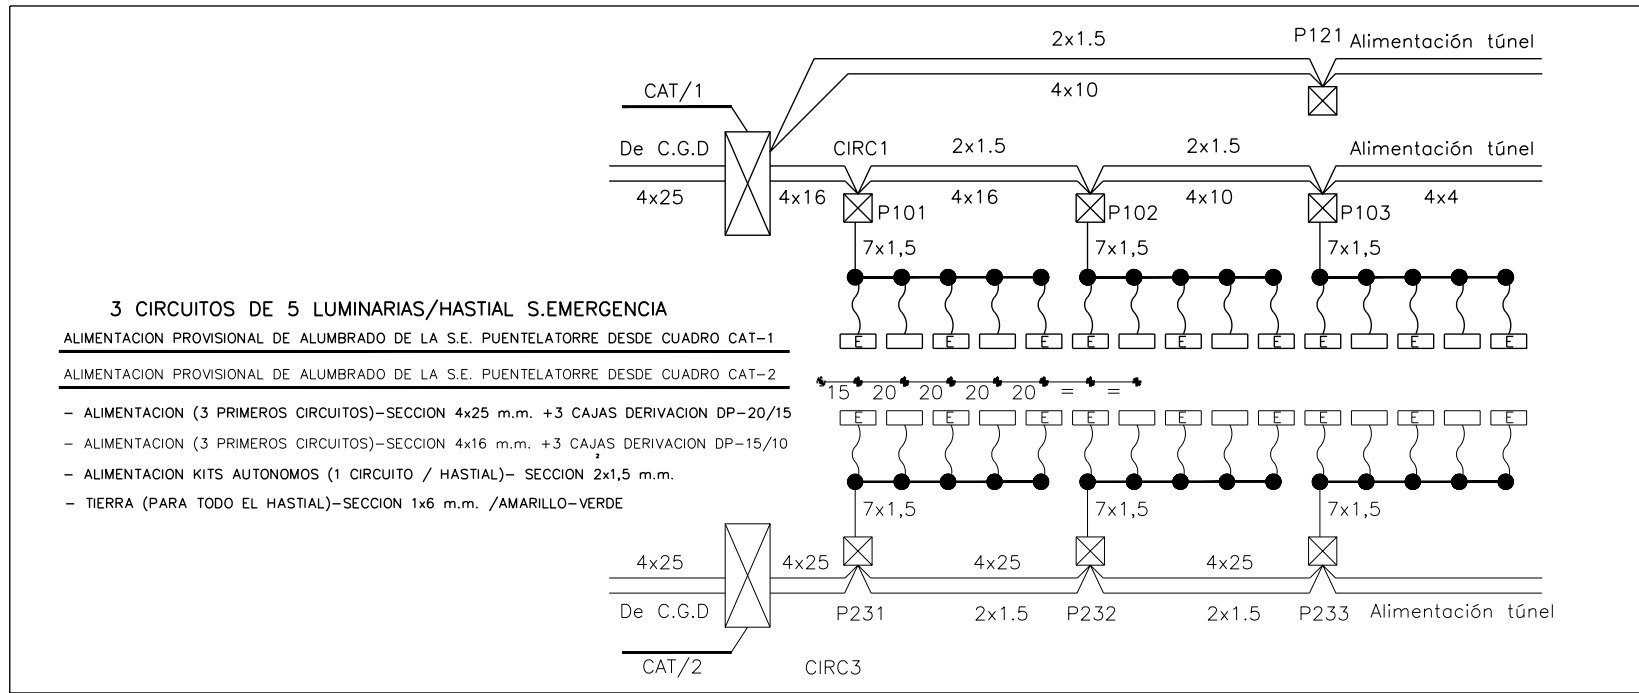 2x1.5
P121
Alimentación túnel
CAT/1
4x10
De C.G.D
CIRC1
2x1.5
2x1.5
Alimentación túnel
4x25
4x16
P101
4x16
P102
4x10
P103
4x4
7x1,5
7x1,5
7x1,5
3 CIRCUITOS DE 5 LUMINARIAS/HASTIAL S.EMERGENCIA
ALIMENTACION PROVISIONAL DE ALUMBRADO DE LA S.E. PUENTELATORRE DESDE CUADRO CAT-1
E E E E E E E E
ALIMENTACION PROVISIONAL DE ALUMBRADO DE LA S.E. PUENTELATORRE DESDE CUADRO CAT-2
15 20 20 20 20 = =
- ALIMENTACION (3 PRIMEROS CIRCUITOS)-SECCION 4x25 m.m. +3 CAJAS DERIVACION DP-20/15
E E E E E E E E
- ALIMENTACION (3 PRIMEROS CIRCUITOS)-SECCION 4x16 m.m. +3 CAJAS DERIVACION DP-15/10
2
- ALIMENTACION KITS AUTONOMOS (1 CIRCUITO / HASTIAL)- SECCION 2x1,5 m.m.
- TIERRA (PARA TODO EL HASTIAL)-SECCION 1x6 m.m. /AMARILLO-VERDE
7x1,5
7x1,5
7x1,5
4x25
4x25
4x25
4x25
De C.G.D
P231
2x1.5
P232
2x1.5
P233
Alimentación túnel
CAT/2
CIRC3